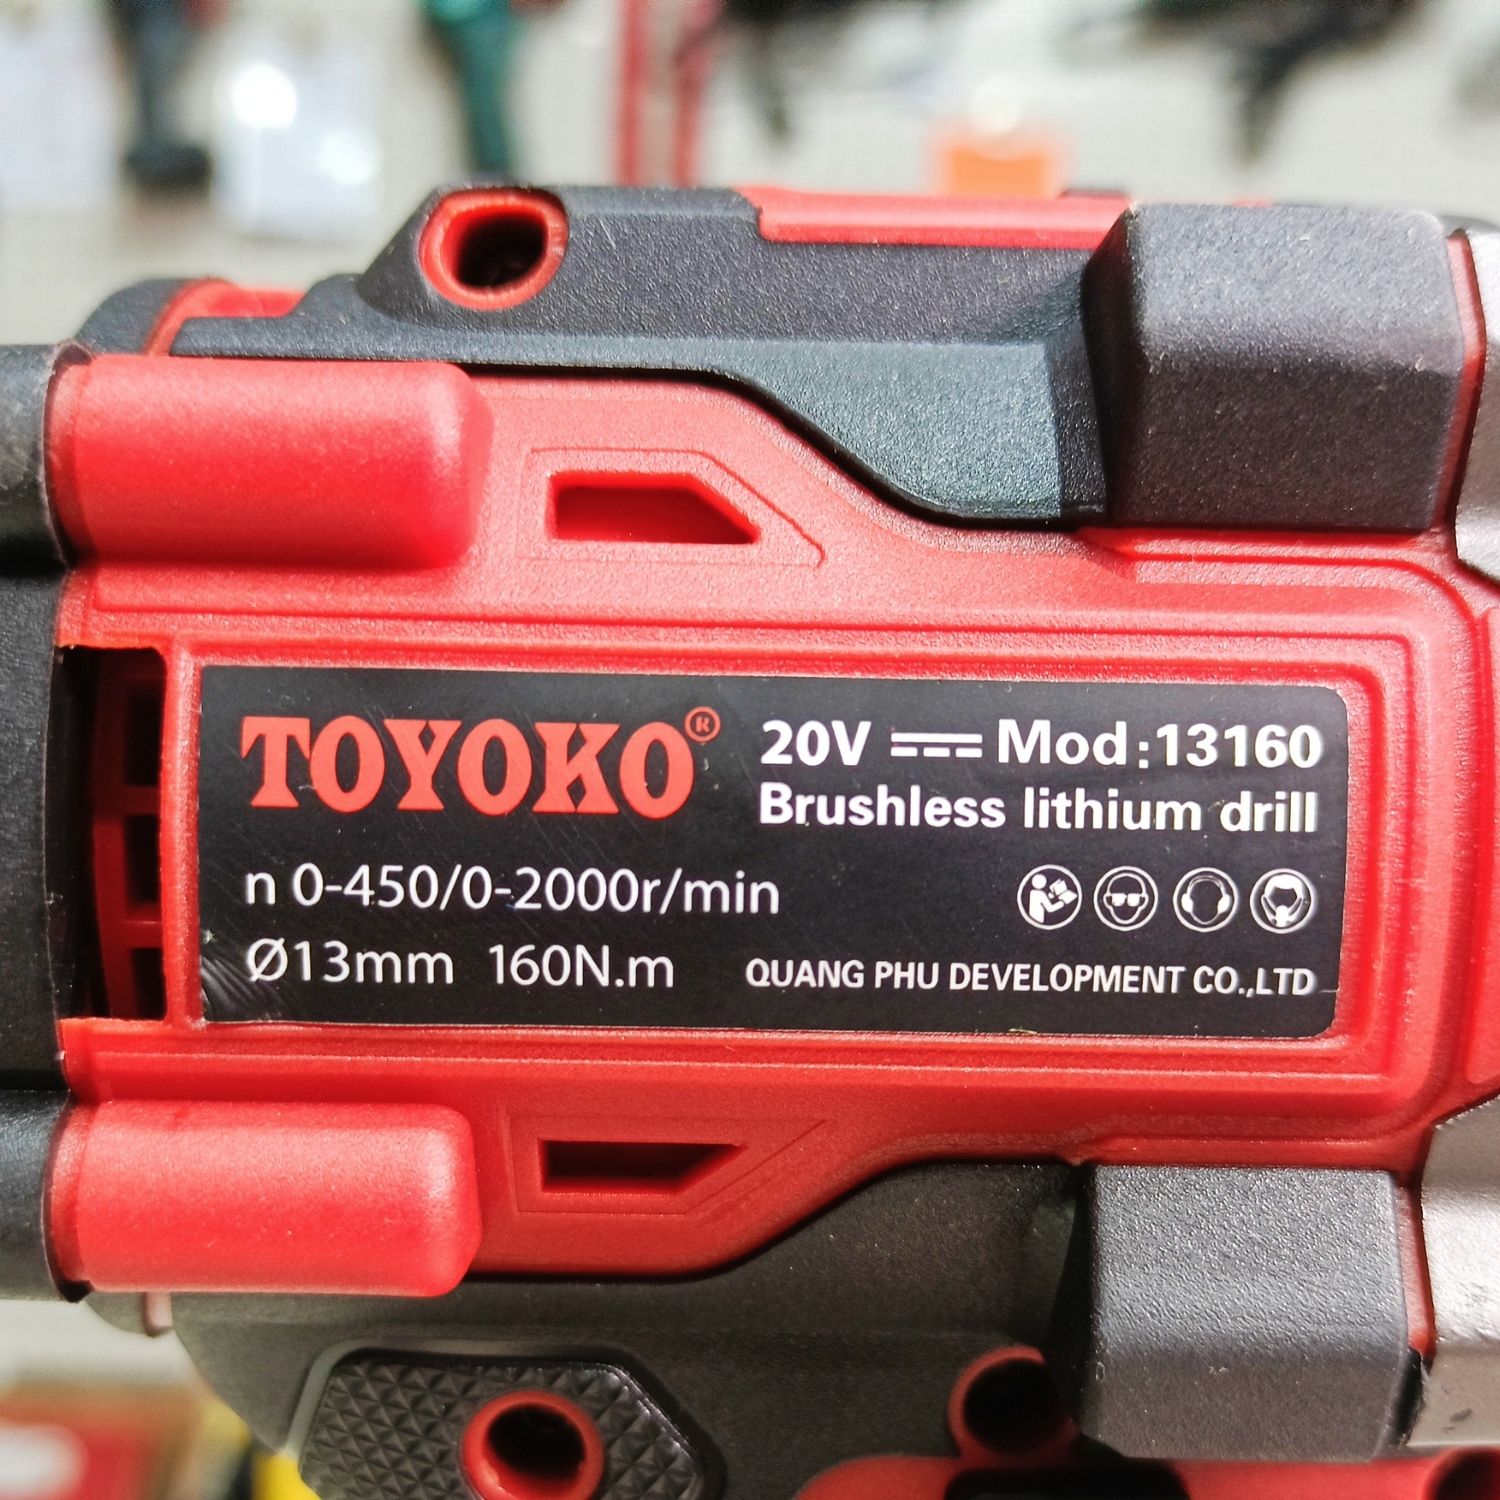 TOYOKO®
20V ⎓ Mod:13160
Brushless lithium drill
n 0-450/0-2000r/min
Ø13mm 160N.m
QUANG PHU DEVELOPMENT CO.,LTD